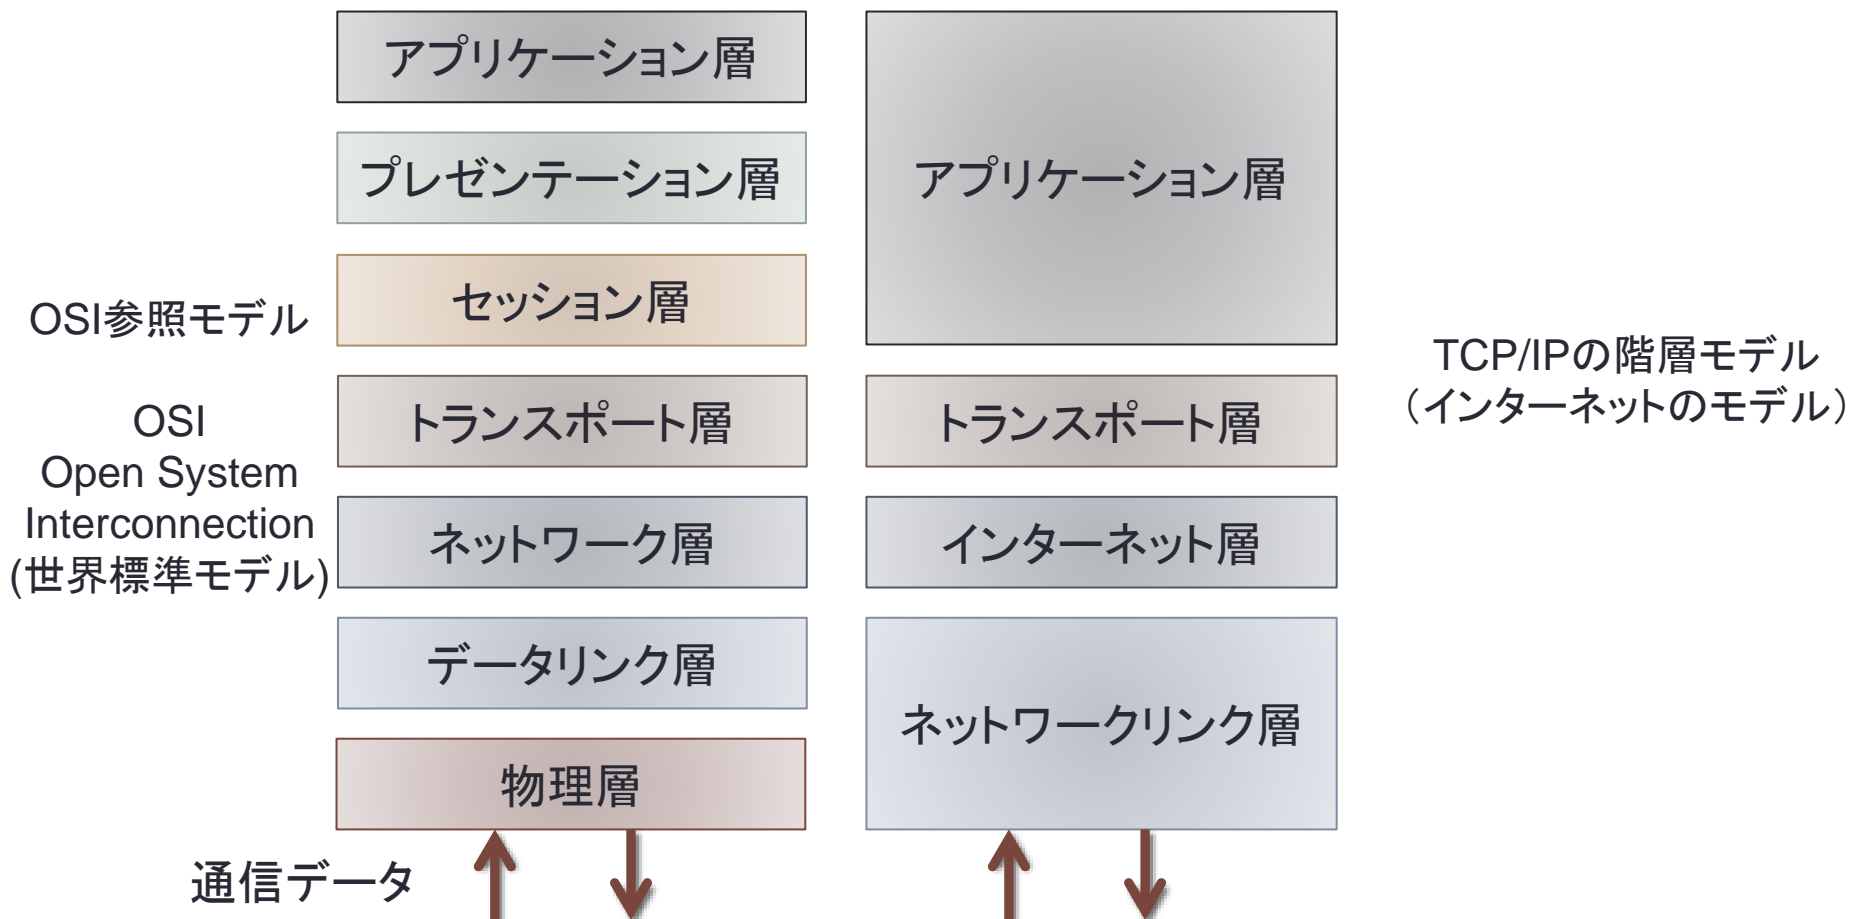 アプリケーション層
プレゼンテーション層
セッション層
トランスポート層
ネットワーク層
データリンク層
物理層
OSI参照モデル
OSI
Open System
Interconnection
(世界標準モデル)
通信データ
アプリケーション層
トランスポート層
インターネット層
ネットワークリンク層
TCP/IPの階層モデル
（インターネットのモデル）